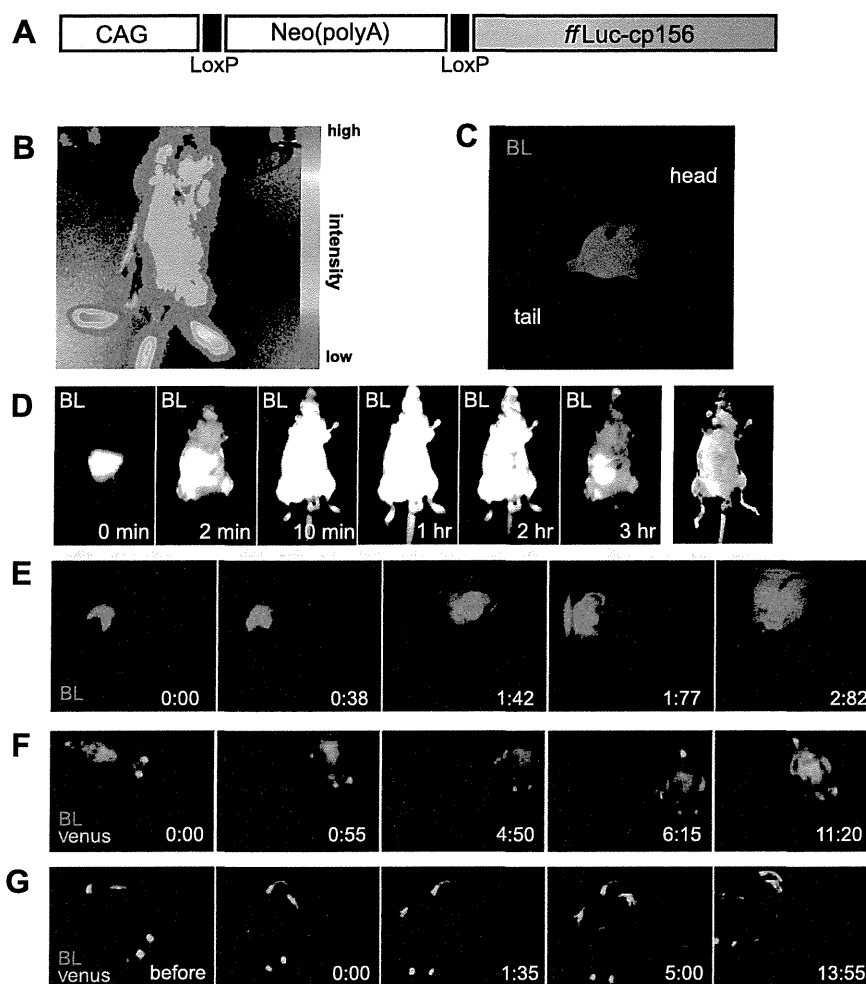 A
CAG
Neo(polyA)
ffLuc-cp156
LoxP
LoxP
B
high
intensity
low
C
BL
head
tail
D
BL
0 min
BL
2 min
BL
10 min
BL
1 hr
BL
2 hr
BL
3 hr
E
BL
0:00
0:38
1:42
1:77
2:82
F
BL
venus
0:00
0:55
4:50
6:15
11:20
G
BL
venus
before
0:00
1:35
5:00
13:55